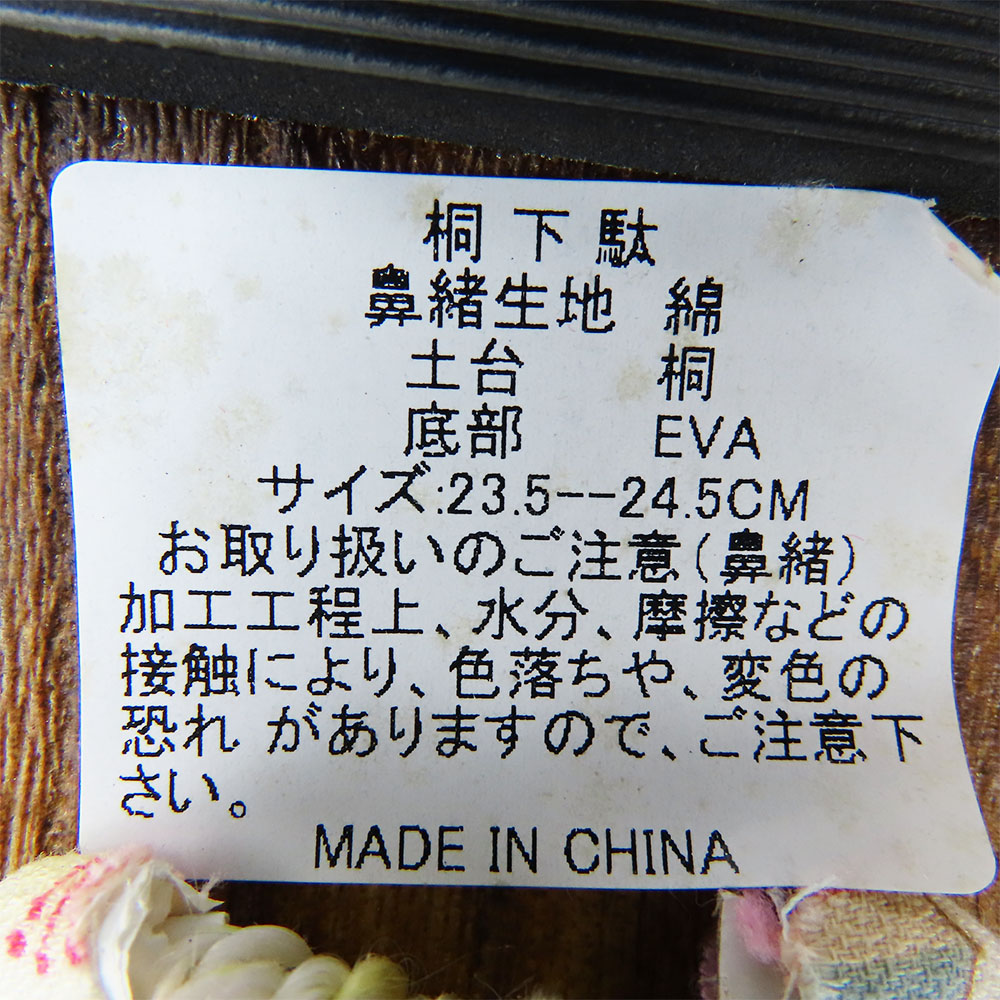 桐下駄
鼻緒生地 綿
土台 桐
底部 EVA
サイズ:23.5--24.5CM
お取り扱いのご注意(鼻緒)
加工工程上、水分、摩擦などの
接触により、色落ちや、変色の
恐れ がありますので、ご注意下
さい。
MADE IN CHINA